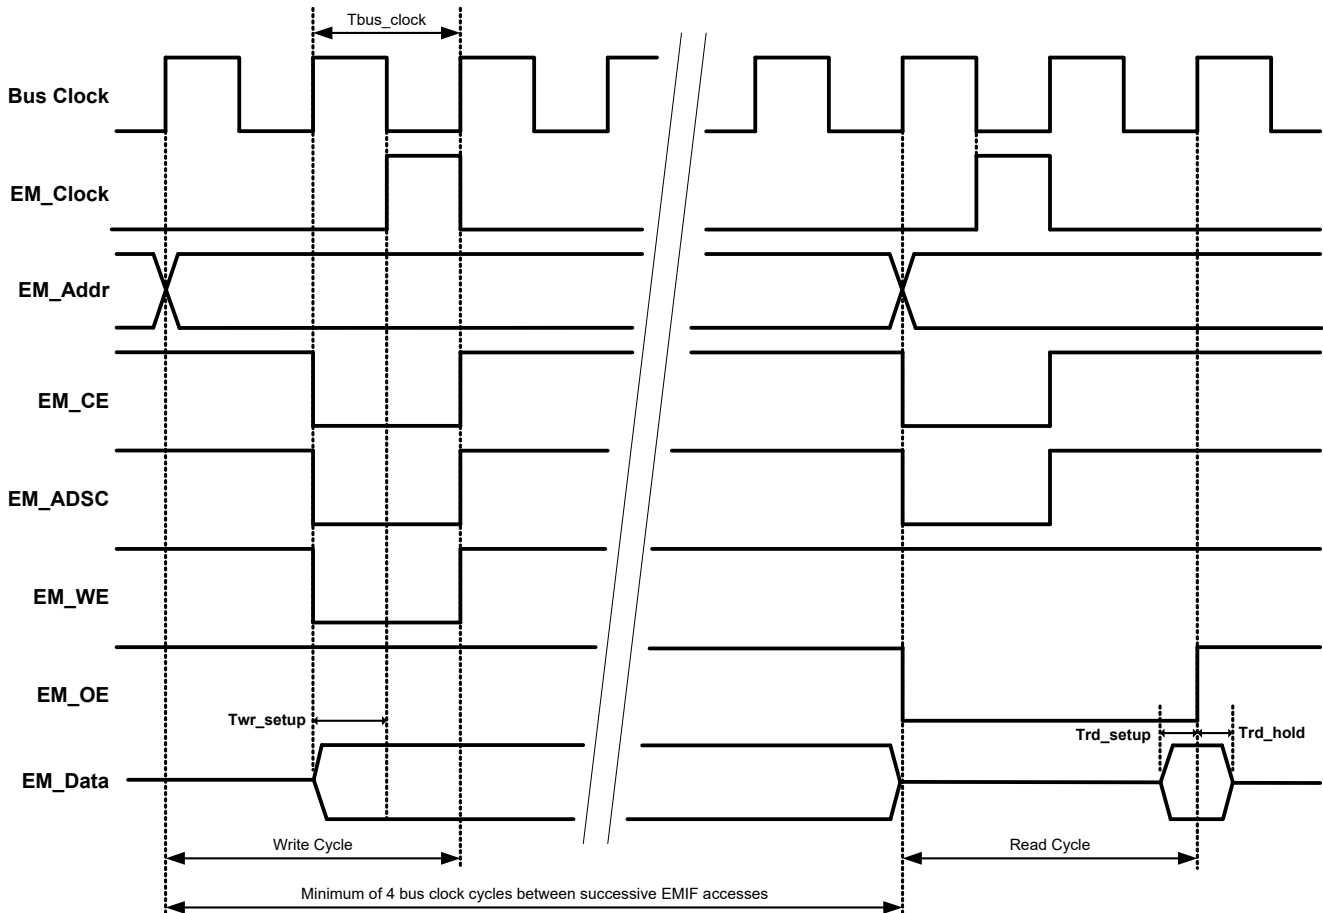 Tbus_clock
Bus Clock
EM_Clock
EM_Addr
EM_CE
EM_ADSC
EM_WE
EM_OE
Twr_setup
Trd_setup
Trd_hold
EM_Data
Write Cycle
Read Cycle
Minimum of 4 bus clock cycles between successive EMIF accesses